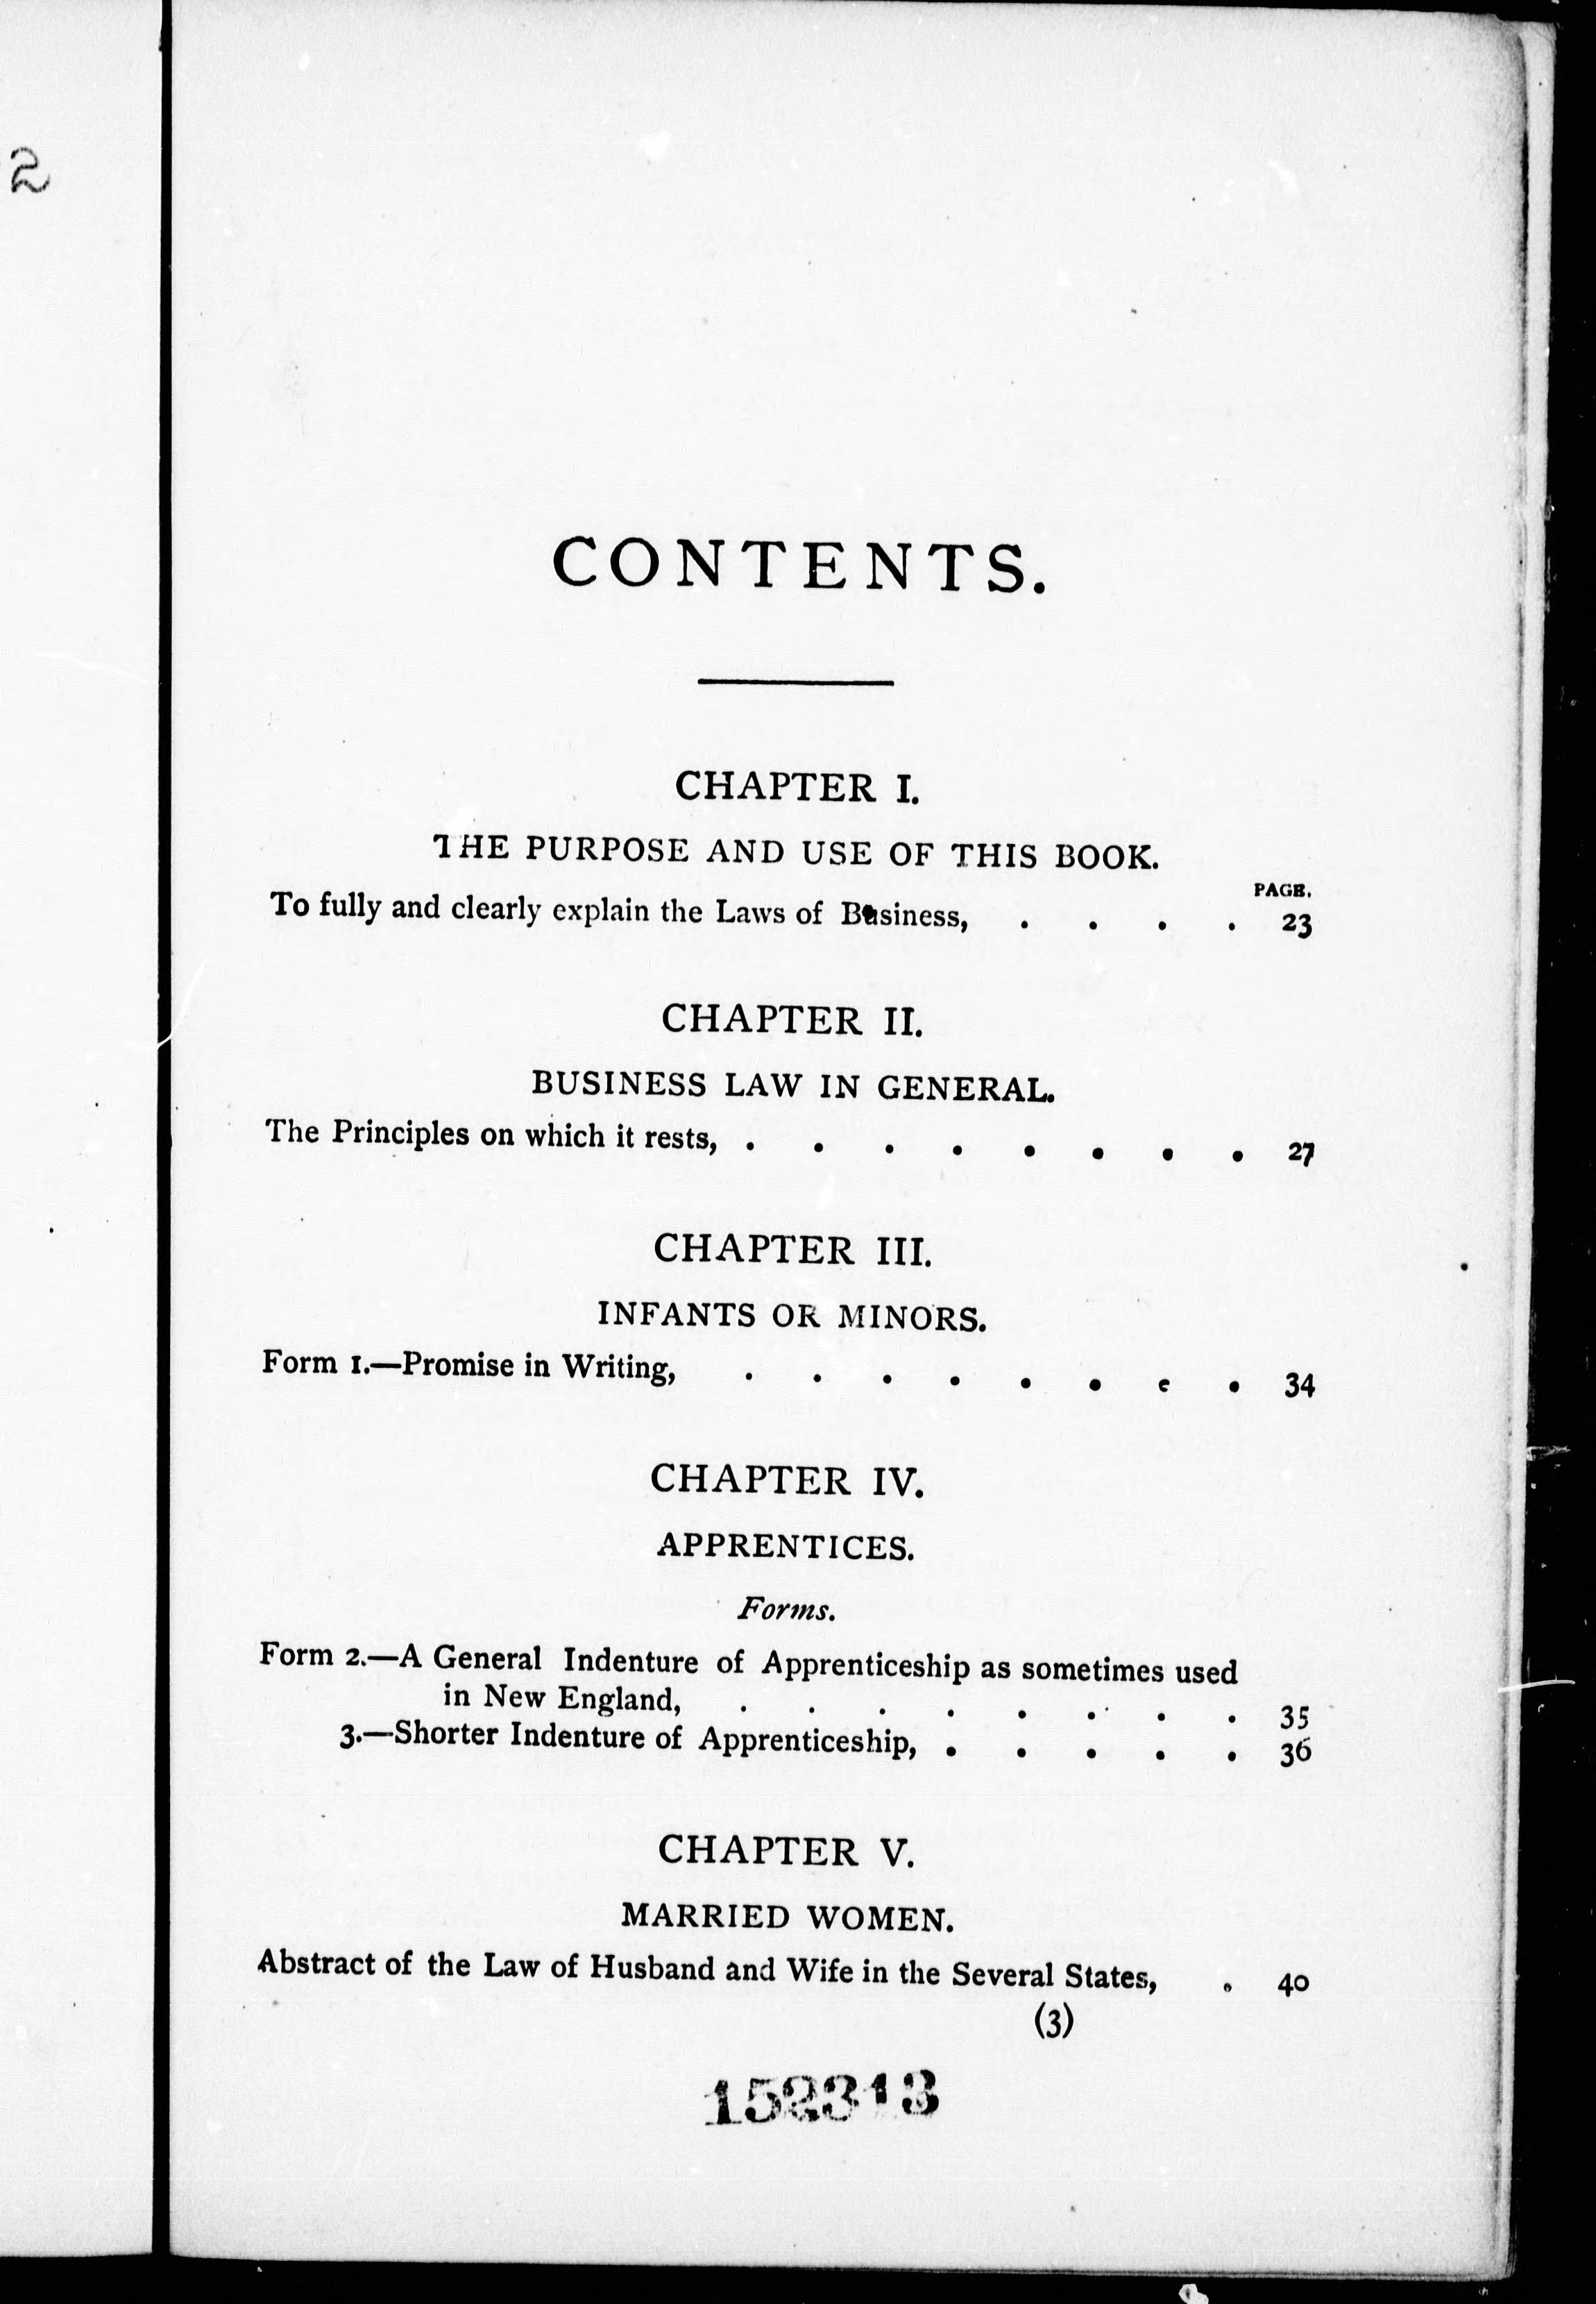 2
CONTENTS.
CHAPTER I.
THE PURPOSE AND USE OF THIS BOOK.
PAGE.
To fully and clearly explain the Laws of Business, . . . . 23
CHAPTER II.
BUSINESS LAW IN GENERAL.
The Principles on which it rests, . . . . . . . . 27
CHAPTER III.
INFANTS OR MINORS.
Form 1.—Promise in Writing, . . . . . . . . 34
CHAPTER IV.
APPRENTICES.
Forms.
Form 2.—A General Indenture of Apprenticeship as sometimes used
in New England, . . . . . . . . 35
3.—Shorter Indenture of Apprenticeship, . . . . . 36
CHAPTER V.
MARRIED WOMEN.
Abstract of the Law of Husband and Wife in the Several States, . 40
(3)
152313